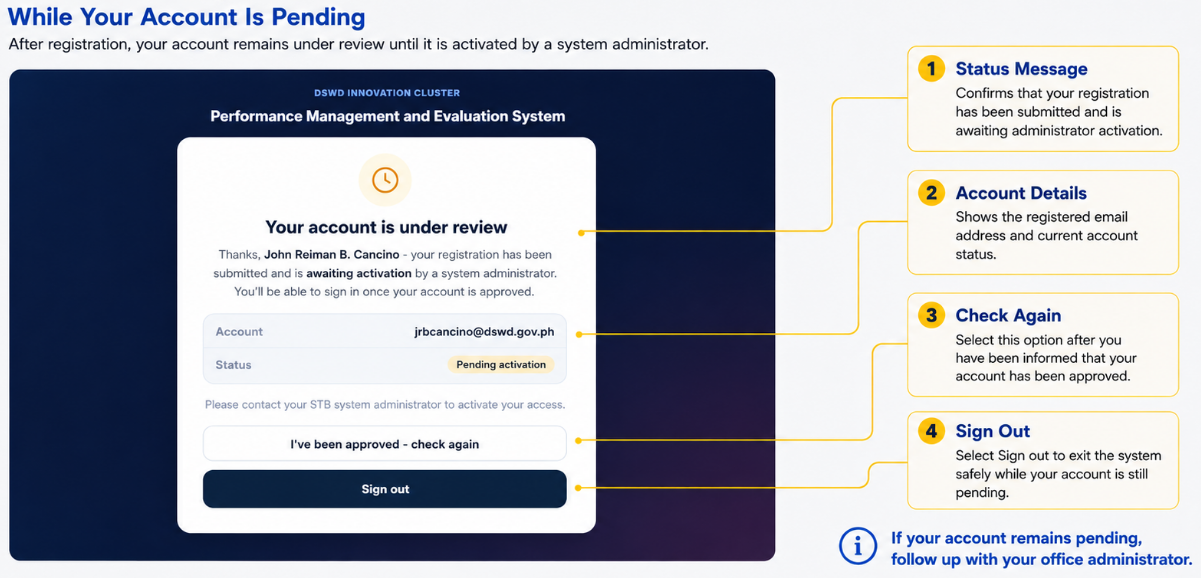 While Your Account Is Pending
After registration, your account remains under review until it is activated by a system administrator.
DSWD INNOVATION CLUSTER
Performance Management and Evaluation System
Your account is under review
Thanks, John Reiman B. Cancino - your registration has been
submitted and is awaiting activation by a system administrator.
You'll be able to sign in once your account is approved.
Account jrbcancino@dswd.gov.ph
Status Pending activation
Please contact your STB system administrator to activate your access.
I've been approved - check again
Sign out
1 Status Message
Confirms that your registration
has been submitted and is
awaiting administrator activation.
2 Account Details
Shows the registered email
address and current account
status.
3 Check Again
Select this option after you
have been informed that your
account has been approved.
4 Sign Out
Select Sign out to exit the system
safely while your account is still
pending.
i
If your account remains pending,
follow up with your office administrator.